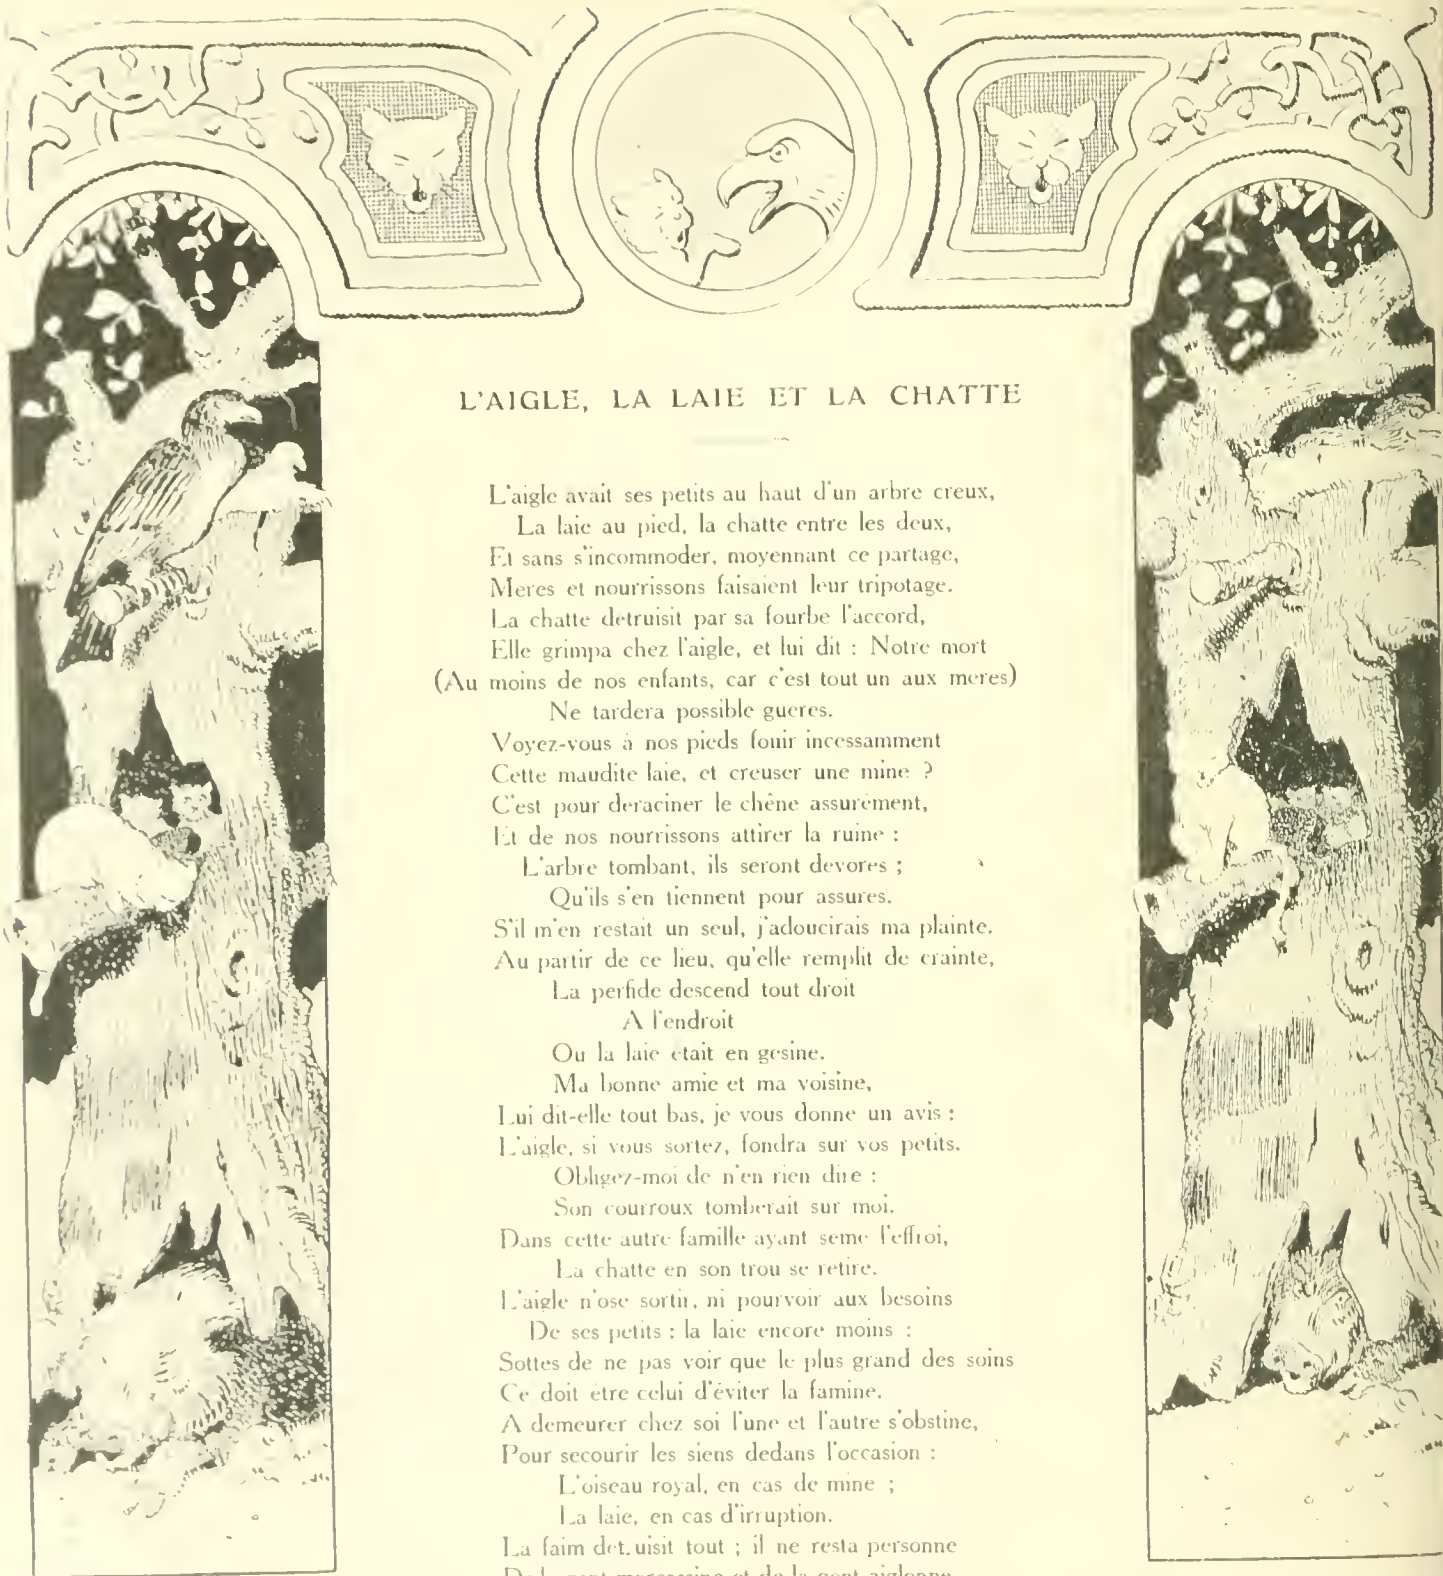 L'AIGLE, LA LAIE ET LA CHATTE
L'aigle avait ses petits au haut d'un arbre creux,
La laie au pied, la chatte entre les deux,
Et sans s'incommoder, moyennant ce partage,
Meres et nourrissons faisaient leur tripotage.
La chatte detruisit par sa fourbe l'accord,
Elle grimpa chez l'aigle, et lui dit : Notre mort
(Au moins de nos enfants, car c'est tout un aux meres)
Ne tardera possible gueres.
Voyez-vous à nos pieds fouir incessamment
Cette maudite laie, et creuser une mine ?
C'est pour deraciner le chêne assurément,
Et de nos nourrissons attirer la ruine :
L'arbre tombant, ils seront devores ;
Qu'ils s'en tiennent pour assures.
S'il m'en restait un seul, j'adoucirais ma plainte.
Au partir de ce lieu, qu'elle remplit de crainte,
La perfide descend tout droit
A l'endroit
Ou la laie etait en gesine.
Ma bonne amie et ma voisine,
Lui dit-elle tout bas, je vous donne un avis :
L'aigle, si vous sortez, fondra sur vos petits.
Obligez-moi de n'en rien dire :
Son courroux tomberait sur moi.
Dans cette autre famille ayant seme l'effroi,
La chatte en son trou se retire.
L'aigle n'ose sortir, ni pourvoir aux besoins
De ses petits : la laie encore moins :
Sottes de ne pas voir que le plus grand des soins
Ce doit etre celui d'éviter la famine.
A demeurer chez soi l'une et l'autre s'obstine,
Pour secourir les siens dedans l'occasion :
L'oiseau royal, en cas de mine ;
La laie, en cas d'irruption.
La faim det.uisit tout ; il ne resta personne